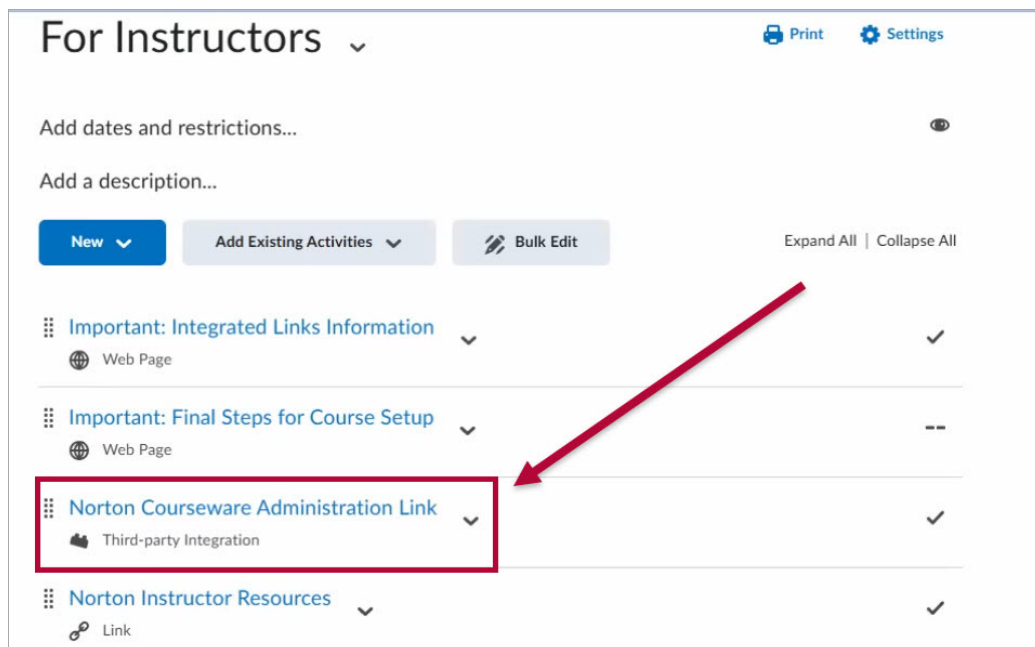 For Instructors
Print
Settings
Add dates and restrictions...
Add a description...
New
Add Existing Activities
Bulk Edit
Expand All | Collapse All
Important: Integrated Links Information
Web Page
Important: Final Steps for Course Setup
Web Page
Norton Courseware Administration Link
Third-party Integration
Norton Instructor Resources
Link